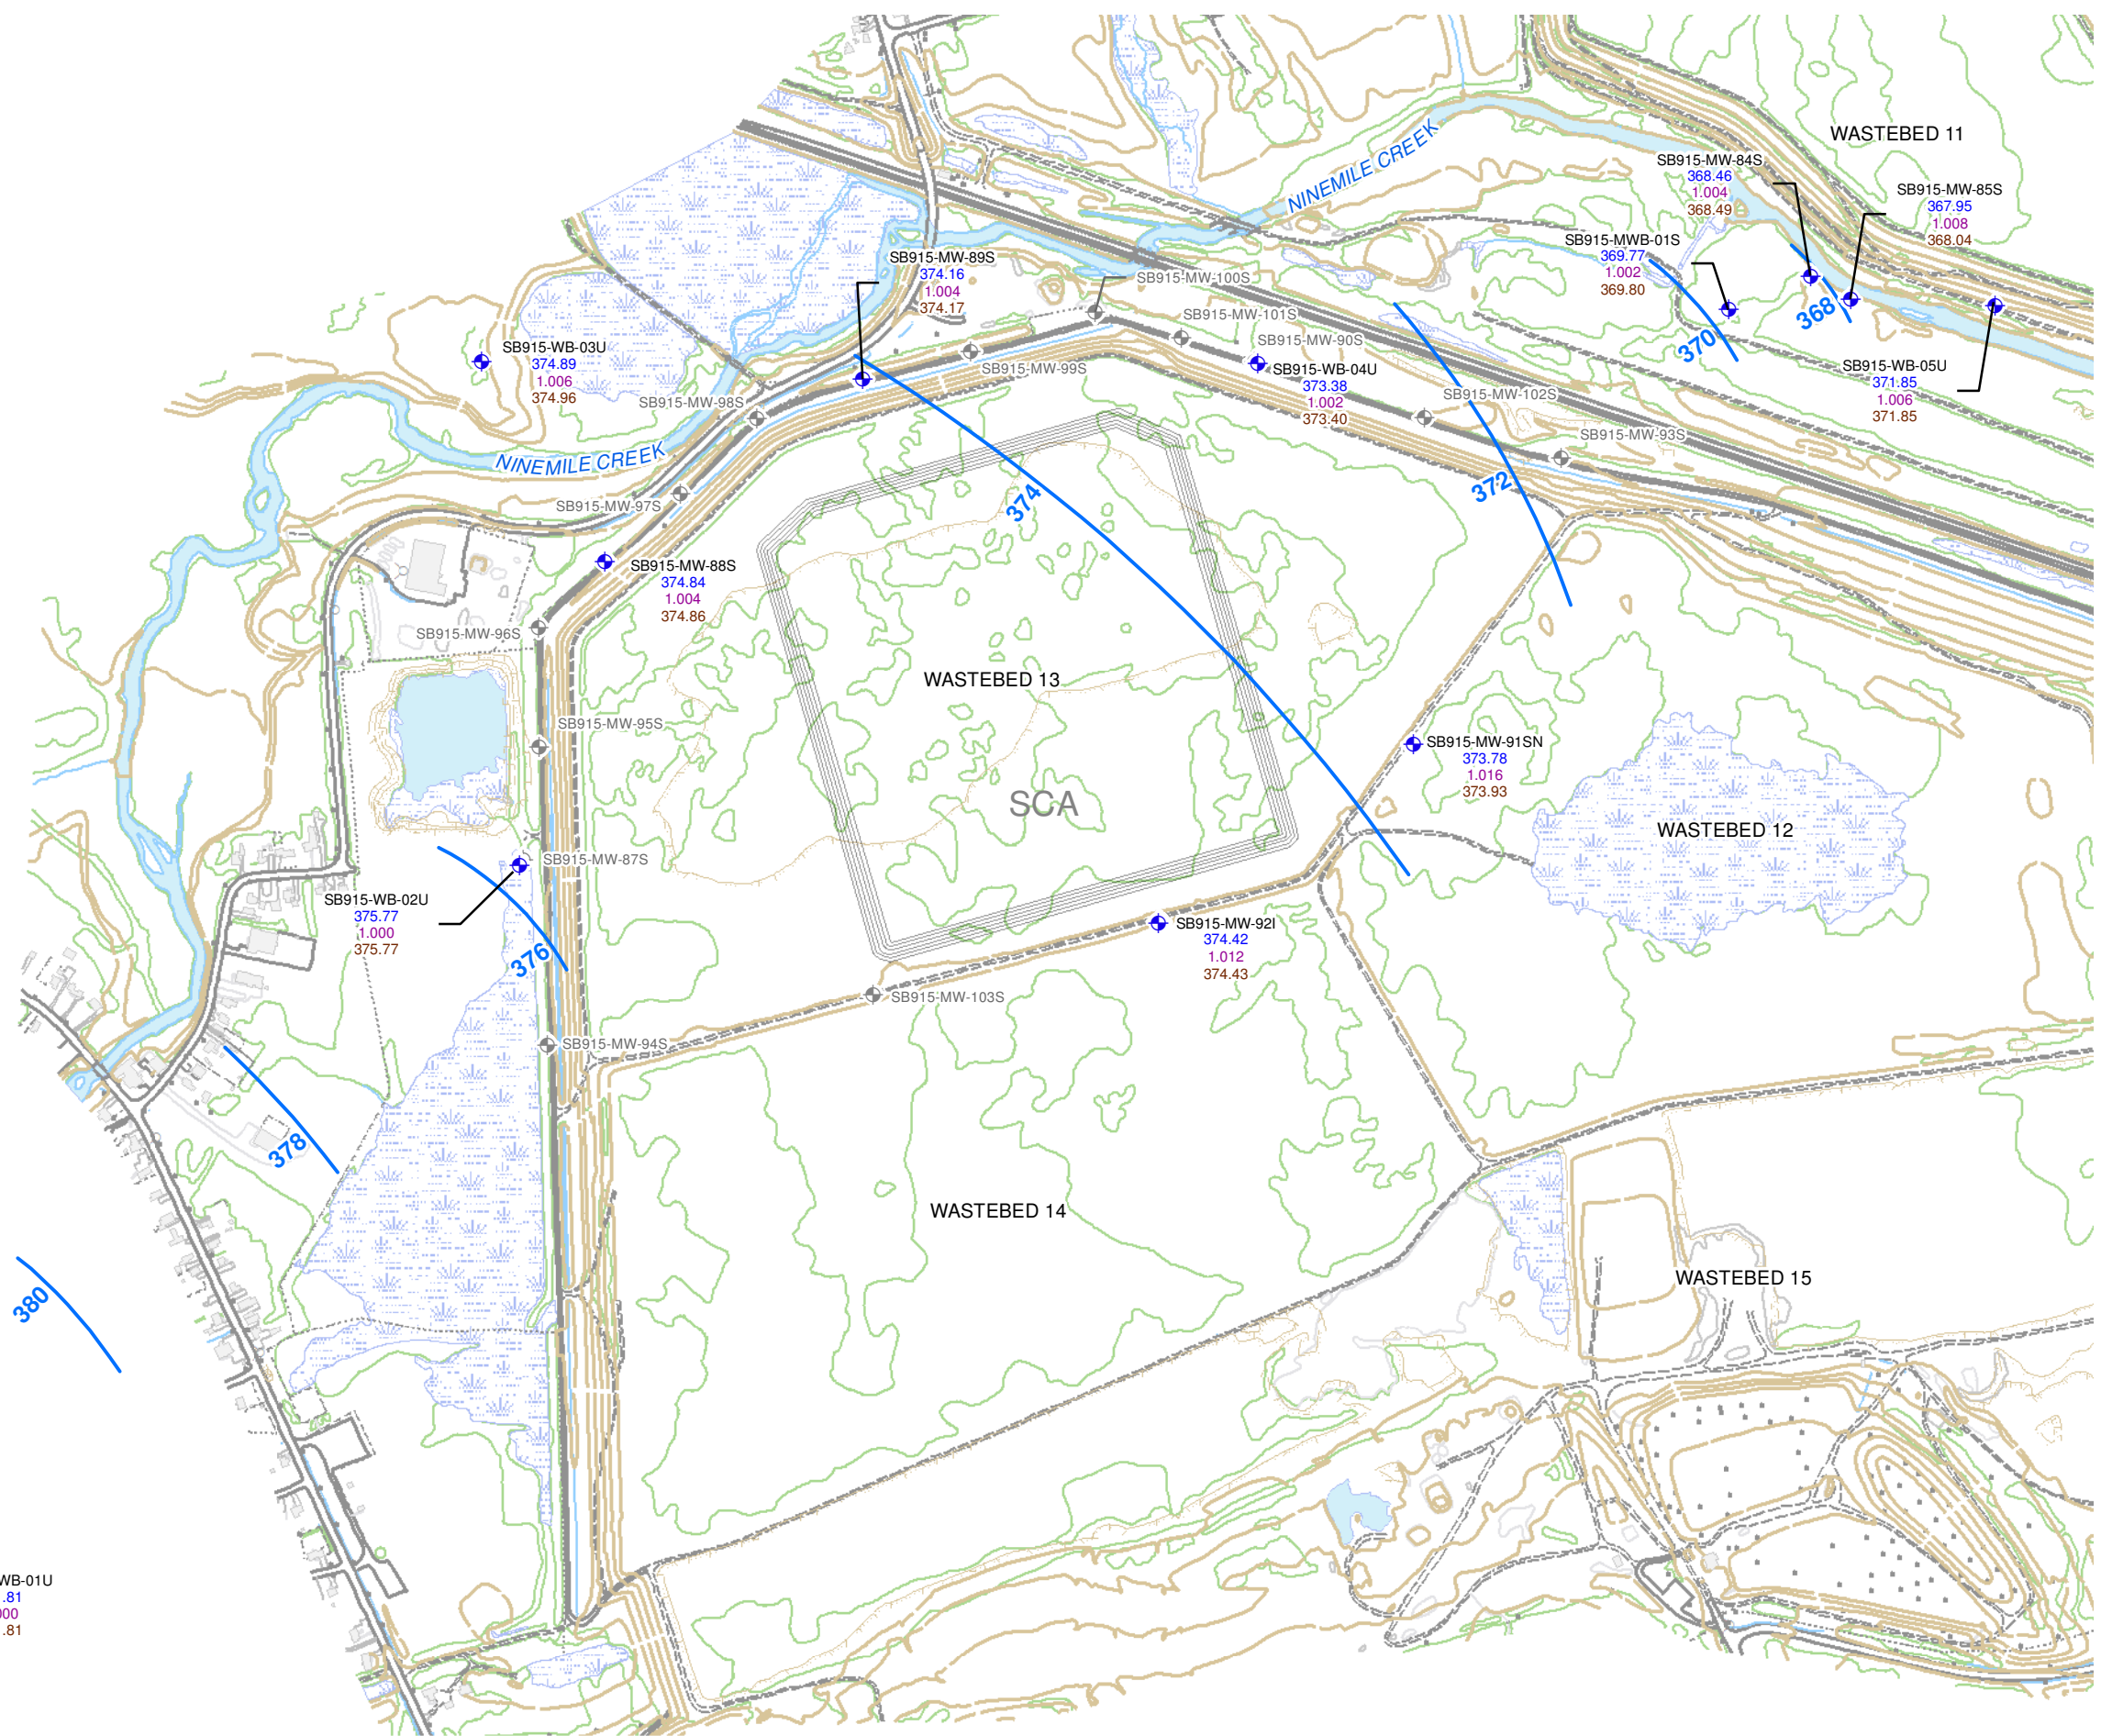 WASTEBED 11
SB915-MW-84S
368.46
1.004
368.49
SB915-MW-85S
367.95
1.008
368.04
NINEMILE CREEK
SB915-MWB-01S
369.77
1.002
369.80
SB915-MW-89S
374.16
1.004
374.17
SB915-MW-100S
SB915-MW-101S
368
370
SB915-MW-90S
SB915-WB-03U
374.89
1.006
374.96
SB915-MW-99S
SB915-WB-04U
373.38
1.002
373.40
SB915-WB-05U
371.85
1.006
371.85
SB915-MW-98S
SB915-MW-102S
SB915-MW-93S
NINEMILE CREEK
372
374
SB915-MW-97S
SB915-MW-88S
374.84
1.004
374.86
SB915-MW-96S
WASTEBED 13
SB915-MW-95S
SB915-MW-91SN
373.78
1.016
373.93
SCA
WASTEBED 12
SB915-MW-87S
SB915-WB-02U
375.77
1.000
375.77
376
SB915-MW-92I
374.42
1.012
374.43
SB915-MW-103S
SB915-MW-94S
378
WASTEBED 14
WASTEBED 15
380
WB-01U
.81
000
.81